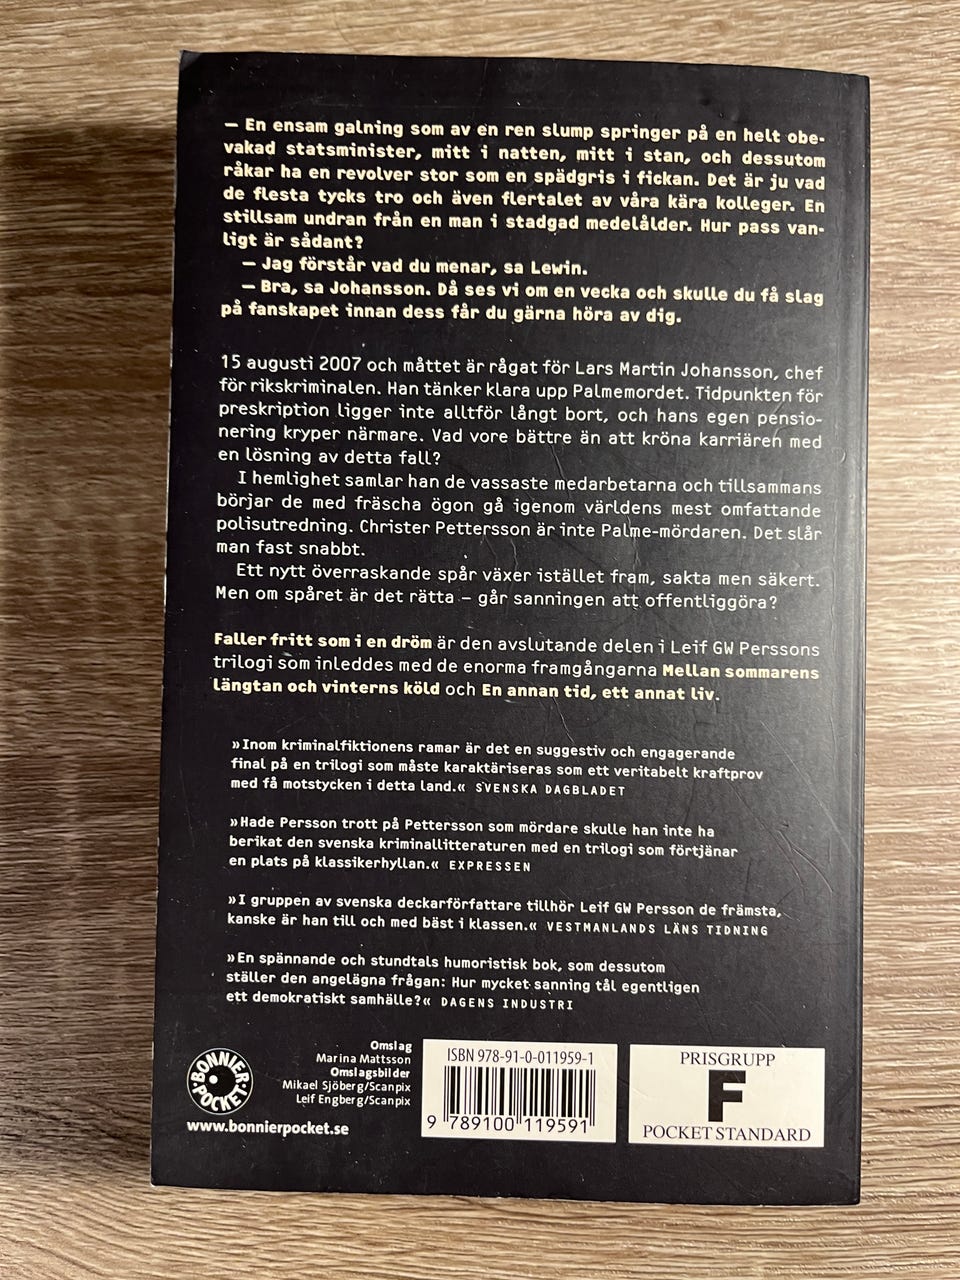 – En ensam galning som av en ren slump springer på en helt obe-
vakad statsminister, mitt i natten, mitt i stan, och dessutom
råkar ha en revolver stor som en spädgris i fickan. Det är ju vad
de flesta tycks tro och även flertalet av våra kära kolleger. En
stillsam undran från en man i stadgad medelålder. Hur pass van-
ligt är sådant?
– Jag förstår vad du menar, sa Lewin.
– Bra, sa Johansson. Då ses vi om en vecka och skulle du få slag
på fanskapet innan dess får du gärna höra av dig.
15 augusti 2007 och måttet är rågat för Lars Martin Johansson, chef
för rikskriminalen. Han tänker klara upp Palmemordet. Tidpunkten för
preskription ligger inte alltför långt bort, och hans egen pensio-
nering kryper närmare. Vad vore bättre än att kröna karriären med
en lösning av detta fall?
I hemlighet samlar han de vassaste medarbetarna och tillsammans
börjar de med fräscha ögon gå igenom världens mest omfattande
polisutredning. Christer Pettersson är inte Palme-mördaren. Det slår
man fast snabbt.
Ett nytt överraskande spår växer istället fram, sakta men säkert.
Men om spåret är det rätta – går sanningen att offentliggöra?
Faller fritt som i en dröm är den avslutande delen i Leif GW Perssons
trilogi som inleddes med de enorma framgångarna Mellan sommarens
längtan och vinterns köld och En annan tid, ett annat liv.
»Inom kriminalfiktionens ramar är det en suggestiv och engagerande
final på en trilogi som måste karaktäriseras som ett veritabelt kraftprov
med få motstycken i detta land.« SVENSKA DAGBLADET
»Hade Persson trott på Pettersson som mördare skulle han inte ha
berikat den svenska kriminallitteraturen med en trilogi som förtjänar
en plats på klassikerhyllan.« EXPRESSEN
»I gruppen av svenska deckarförfattare tillhör Leif GW Persson de främsta,
kanske är han till och med bäst i klassen.« VESTMANLANDS LÄNS TIDNING
»En spännande och stundtals humoristisk bok, som dessutom
ställer den angelägna frågan: Hur mycket sanning tål egentligen
ett demokratiskt samhälle?« DAGENS INDUSTRI
BONNIER POCKET
www.bonnierpocket.se
Omslag
Marina Mattsson
Omslagsbilder
Mikael Sjöberg/Scanpix
Leif Engberg/Scanpix
ISBN 978-91-0-011959-1
9 789100 119591
PRISGRUPP
F
POCKET STANDARD